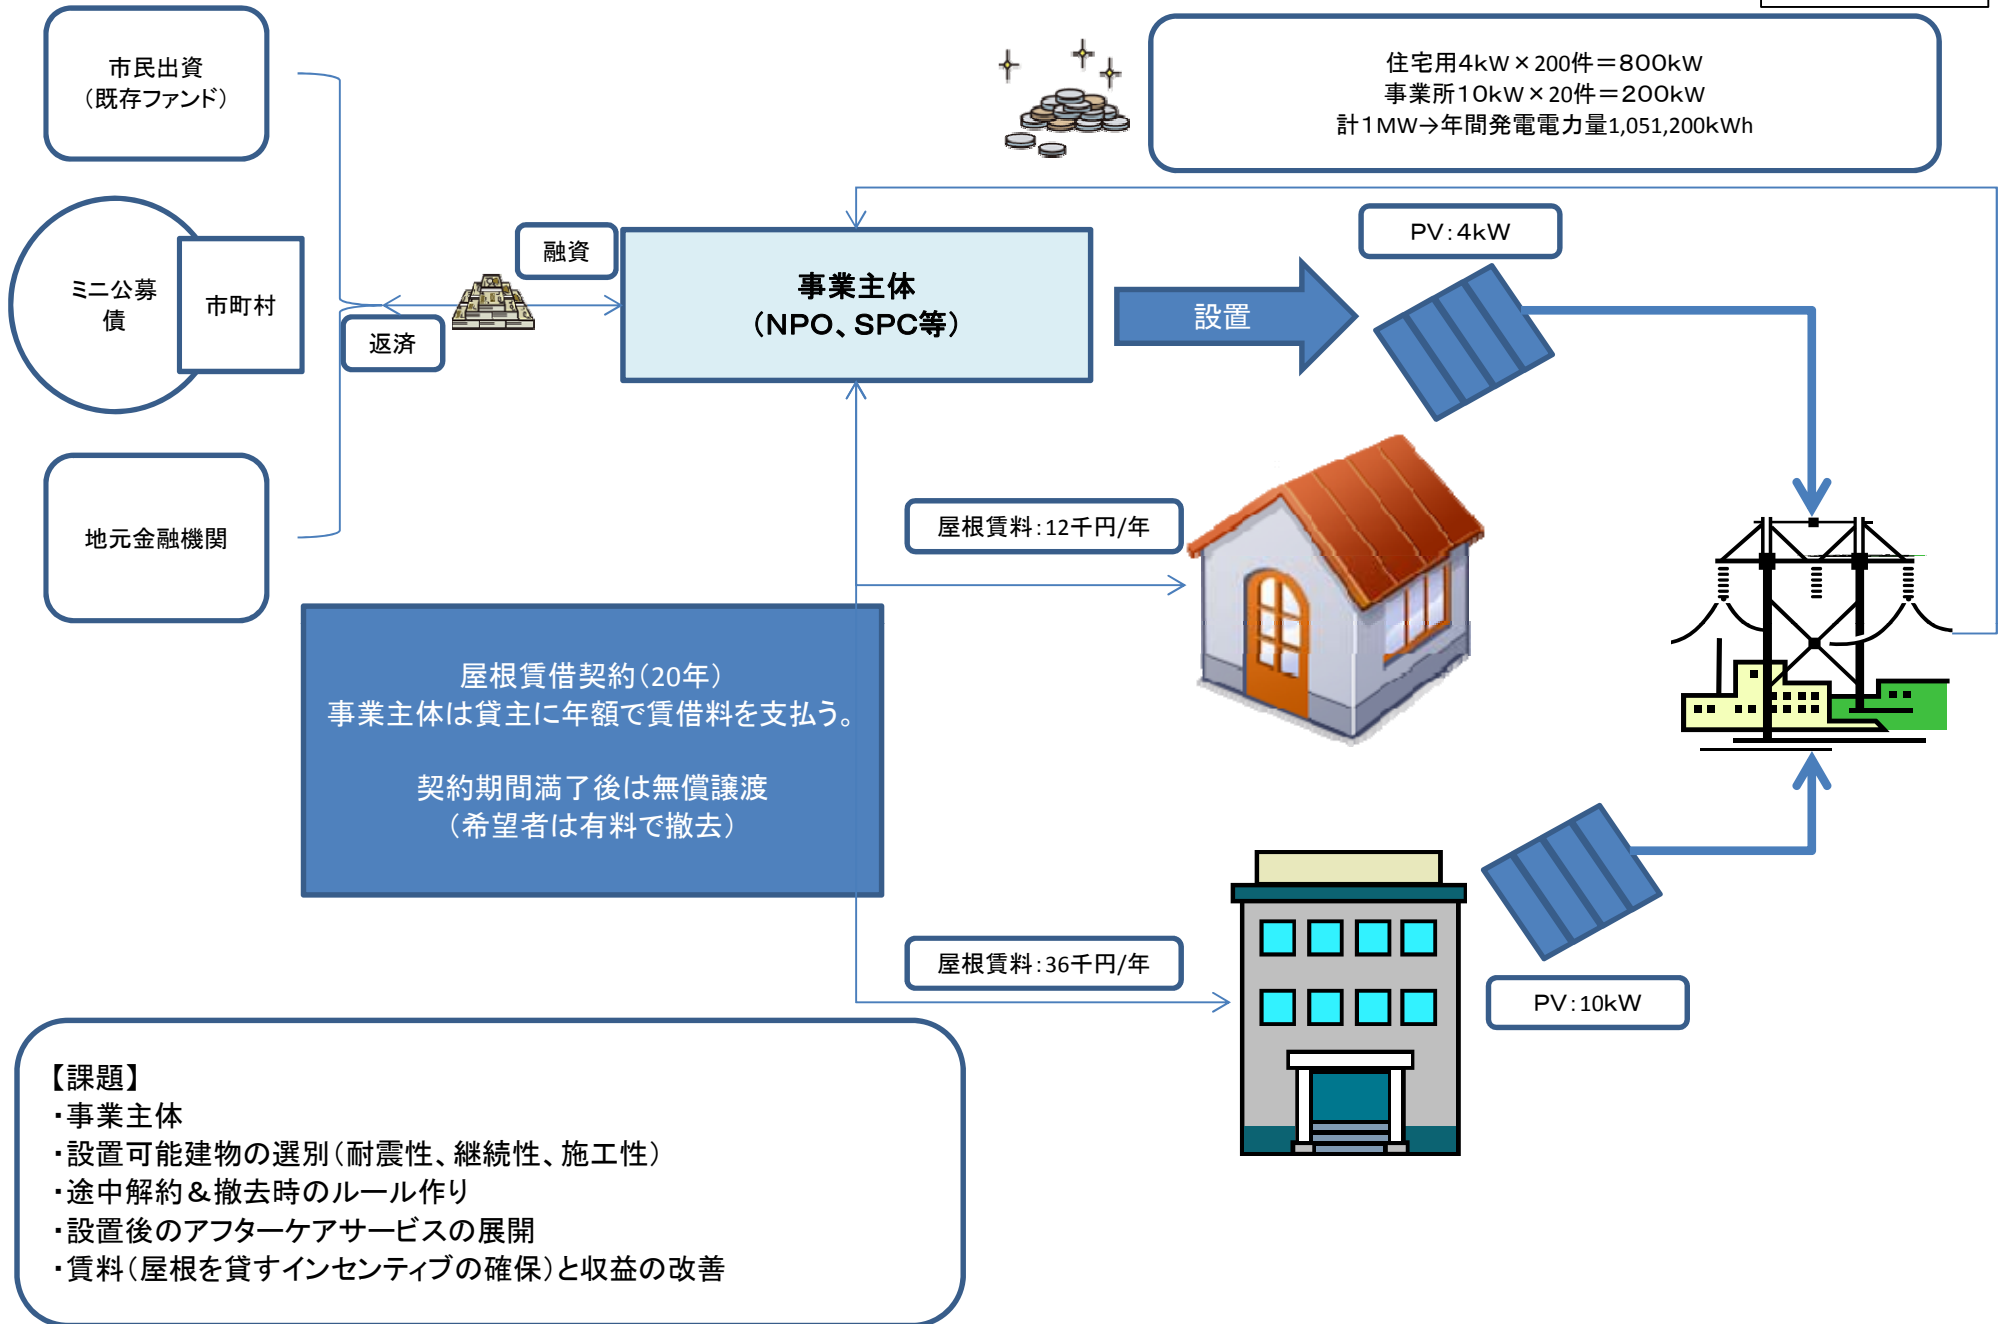 市民出資
（既存ファンド）
住宅用４kW×200件＝８００kW
事業所１０kW×20件＝２００kW
計１MW→年間発電電力量1,051,200kWh
ミニ公募
債
市町村
融資
返済
事業主体
（NPO、SPC等）
設置
PV：４kW
地元金融機関
屋根賃料：12千円/年
屋根賃借契約（20年）
事業主体は貸主に年額で賃借料を支払う。
契約期間満了後は無償譲渡
（希望者は有料で撤去）
屋根賃料：36千円/年
PV：10kW
【課題】
・事業主体
・設置可能建物の選別（耐震性、継続性、施工性）
・途中解約＆撤去時のルール作り
・設置後のアフターケアサービスの展開
・賃料（屋根を貸すインセンティブの確保）と収益の改善